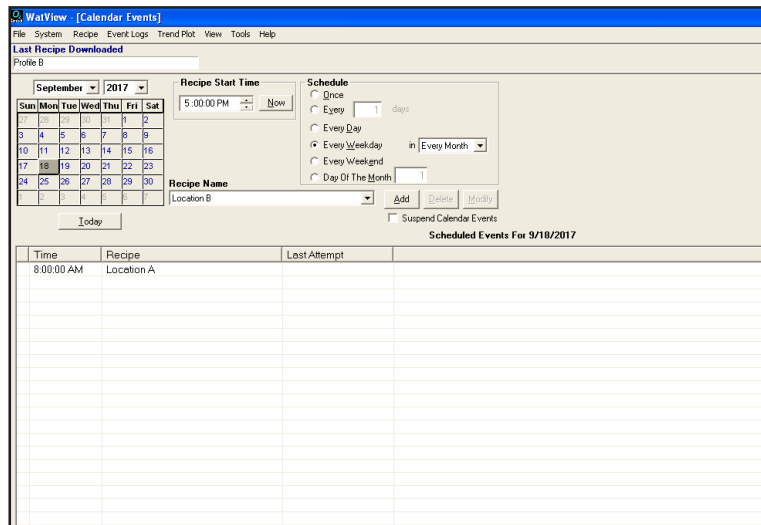 WatView - [Calendar Events]
File System Recipe Event Logs Trend Plot View Tools Help
Last Recipe Downloaded
Profile B
September 2017
Recipe Start Time
5:00:00 PM Now
Schedule
Once
Every 1 days
Every Day
Every Weekday in Every Month
Every Weekend
Day Of The Month 1
Sun Mon Tue Wed Thu Fri Sat
27 28 29 30 31 1 2
3 4 5 6 7 8 9
10 11 12 13 14 15 16
17 18 19 20 21 22 23
24 25 26 27 28 29 30
1 2 3 4 5 6 7
Today
Recipe Name
Location B
Add Delete Modify
Suspend Calendar Events
Scheduled Events For 9/18/2017
Time Recipe Last Attempt
8:00:00 AM Location A